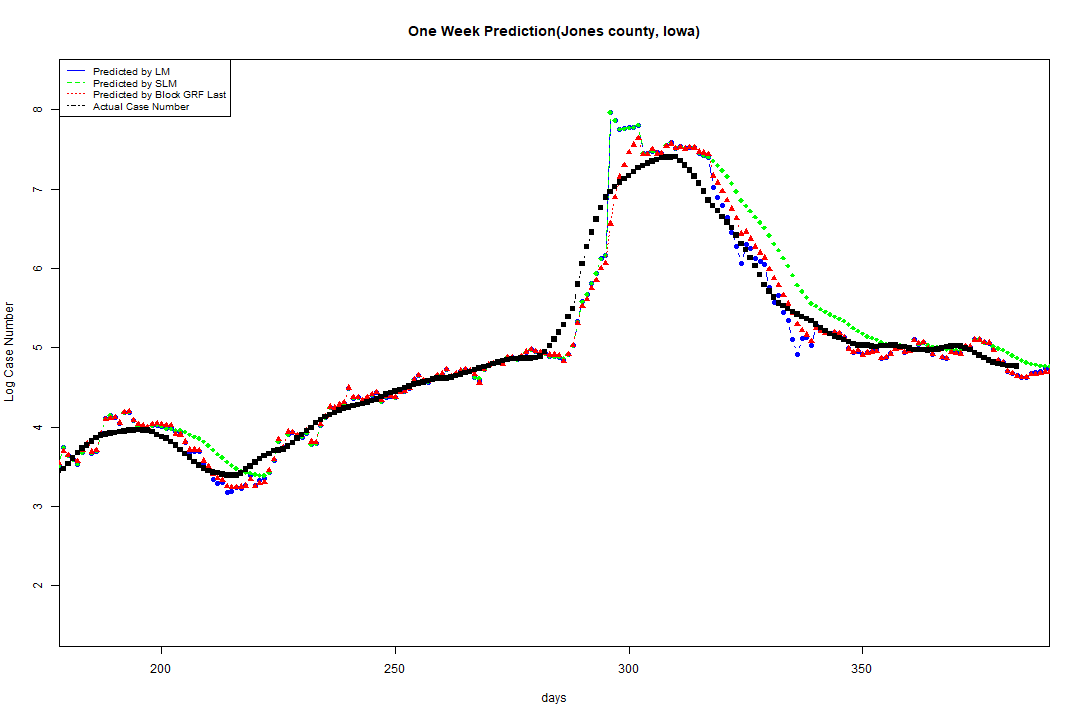 One Week Prediction(Jones county, Iowa)
Predicted by LM
Predicted by SLM
Predicted by Block GRF Last
Actual Case Number
8
7
6
5
4
3
2
Log Case Number
200 250 300 350
days